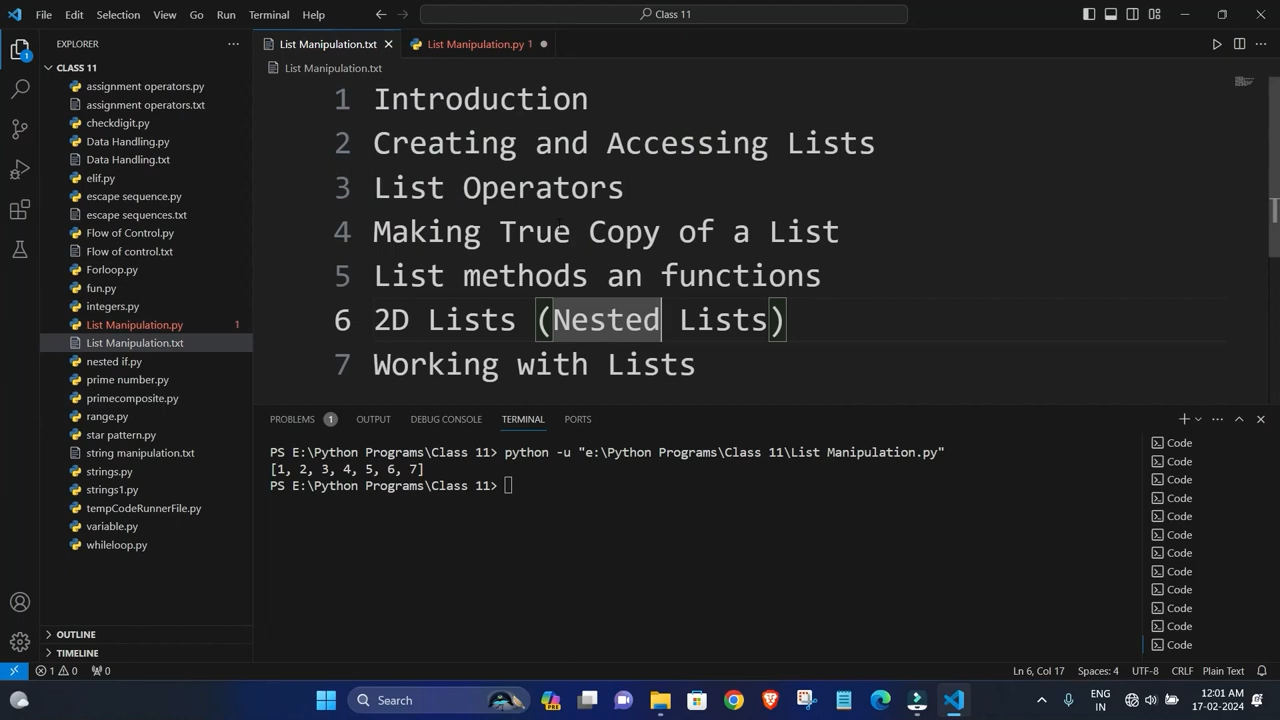 File Edit Selection View Go Run Terminal Help
Class 11
EXPLORER
1
CLASS 11
assignment operators.py
assignment operators.txt
checkdigit.py
Data Handling.py
Data Handling.txt
elif.py
escape sequence.py
escape sequences.txt
Flow of Control.py
Flow of control.txt
Forloop.py
fun.py
integers.py
List Manipulation.py 1
List Manipulation.txt
nested if.py
prime number.py
primecomposite.py
range.py
star pattern.py
string manipulation.txt
strings.py
strings1.py
tempCodeRunnerFile.py
variable.py
whileloop.py
OUTLINE
TIMELINE
List Manipulation.txt
List Manipulation.py 1
List Manipulation.txt
1 Introduction
2 Creating and Accessing Lists
3 List Operators
4 Making True Copy of a List
5 List methods an functions
6 2D Lists (Nested Lists)
7 Working with Lists
PROBLEMS 1 OUTPUT DEBUG CONSOLE TERMINAL PORTS
PS E:\Python Programs\Class 11> python -u "e:\Python Programs\Class 11\List Manipulation.py"
[1, 2, 3, 4, 5, 6, 7]
PS E:\Python Programs\Class 11>
Code
Code
Code
Code
Code
Code
Code
Code
Code
Code
Code
Code
1 0 0
Ln 6, Col 17 Spaces: 4 UTF-8 CRLF Plain Text
Search
PRE
ENG
IN
12:01 AM
17-02-2024